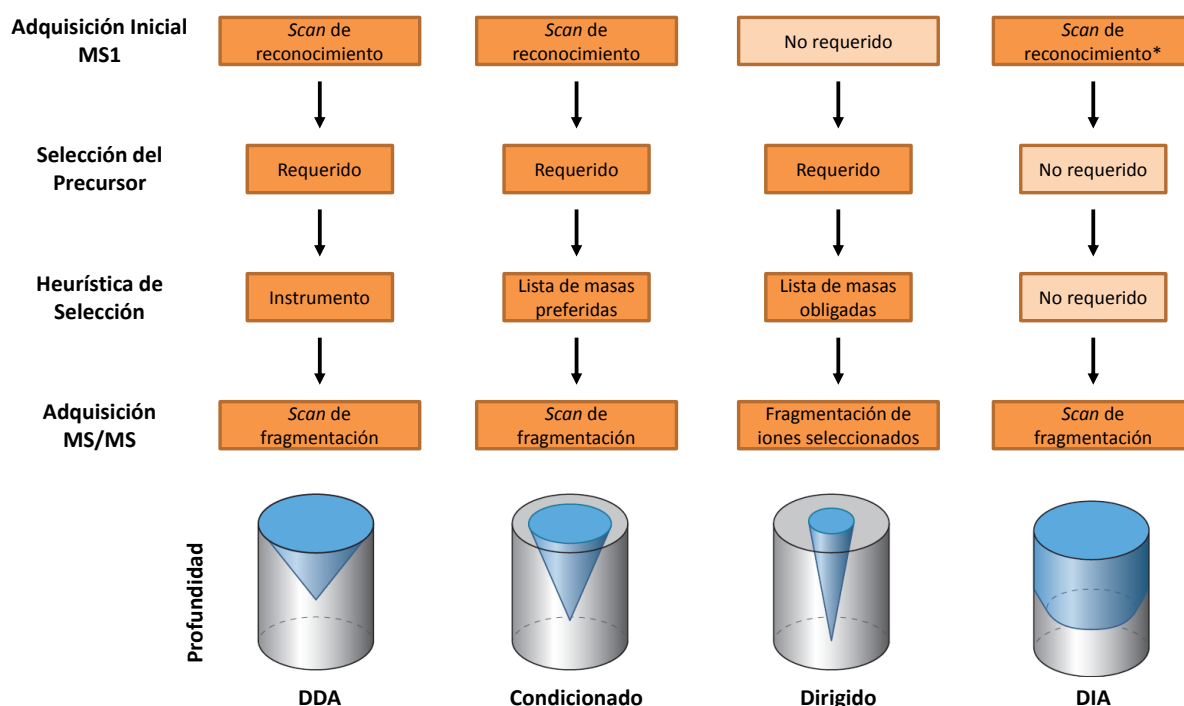 Adquisición Inicial
MS1
Scan de
reconocimiento
Scan de
reconocimiento
No requerido
Scan de
reconocimiento*
Selección del
Precursor
Requerido
Requerido
Requerido
No requerido
Heurística de
Selección
Instrumento
Lista de masas
preferidas
Lista de masas
obligadas
No requerido
Adquisición
MS/MS
Scan de
fragmentación
Scan de
fragmentación
Fragmentación de
iones seleccionados
Scan de
fragmentación
Profundidad
DDA
Condicionado
Dirigido
DIA